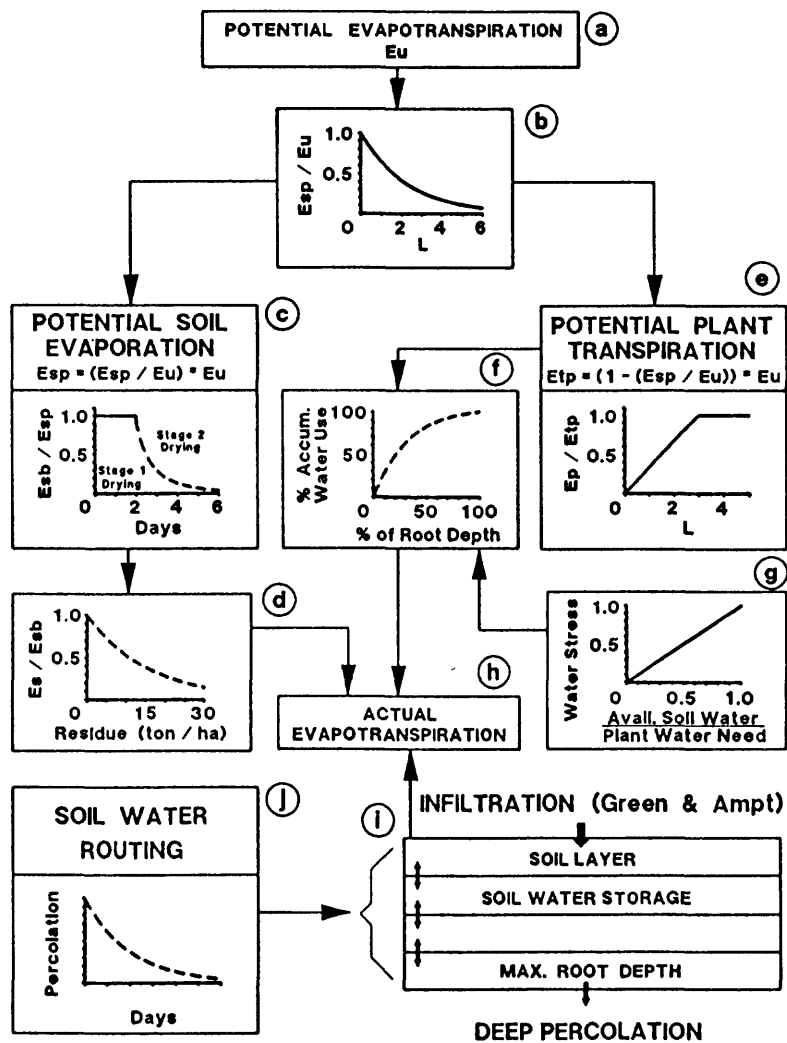 POTENTIAL EVAPOTRANSPIRATION
Eu
a
b
1.0
0.5
Esp / Eu
0 2 4 6
L
c
POTENTIAL SOIL
EVAPORATION
Esp = (Esp / Eu) * Eu
1.0
0.5
Esb / Esp
Stage 2
Drying
Stage 1
Drying
0 2 4 6
Days
e
POTENTIAL PLANT
TRANSPIRATION
Etp = (1 - (Esp / Eu)) * Eu
1.0
0.5
Ep / Etp
0 2 4
L
f
100
50
% Accum.
Water Use
0 50 100
% of Root Depth
d
1.0
0.5
Es / Esb
0 15 30
Residue (ton / ha)
g
1.0
0.5
Water Stress
0 0.5 1.0
Avail. Soil Water
Plant Water Need
h
ACTUAL
EVAPOTRANSPIRATION
j
SOIL WATER
ROUTING
Percolation
Days
i
INFILTRATION (Green & Ampt)
SOIL LAYER
SOIL WATER STORAGE
MAX. ROOT DEPTH
DEEP PERCOLATION